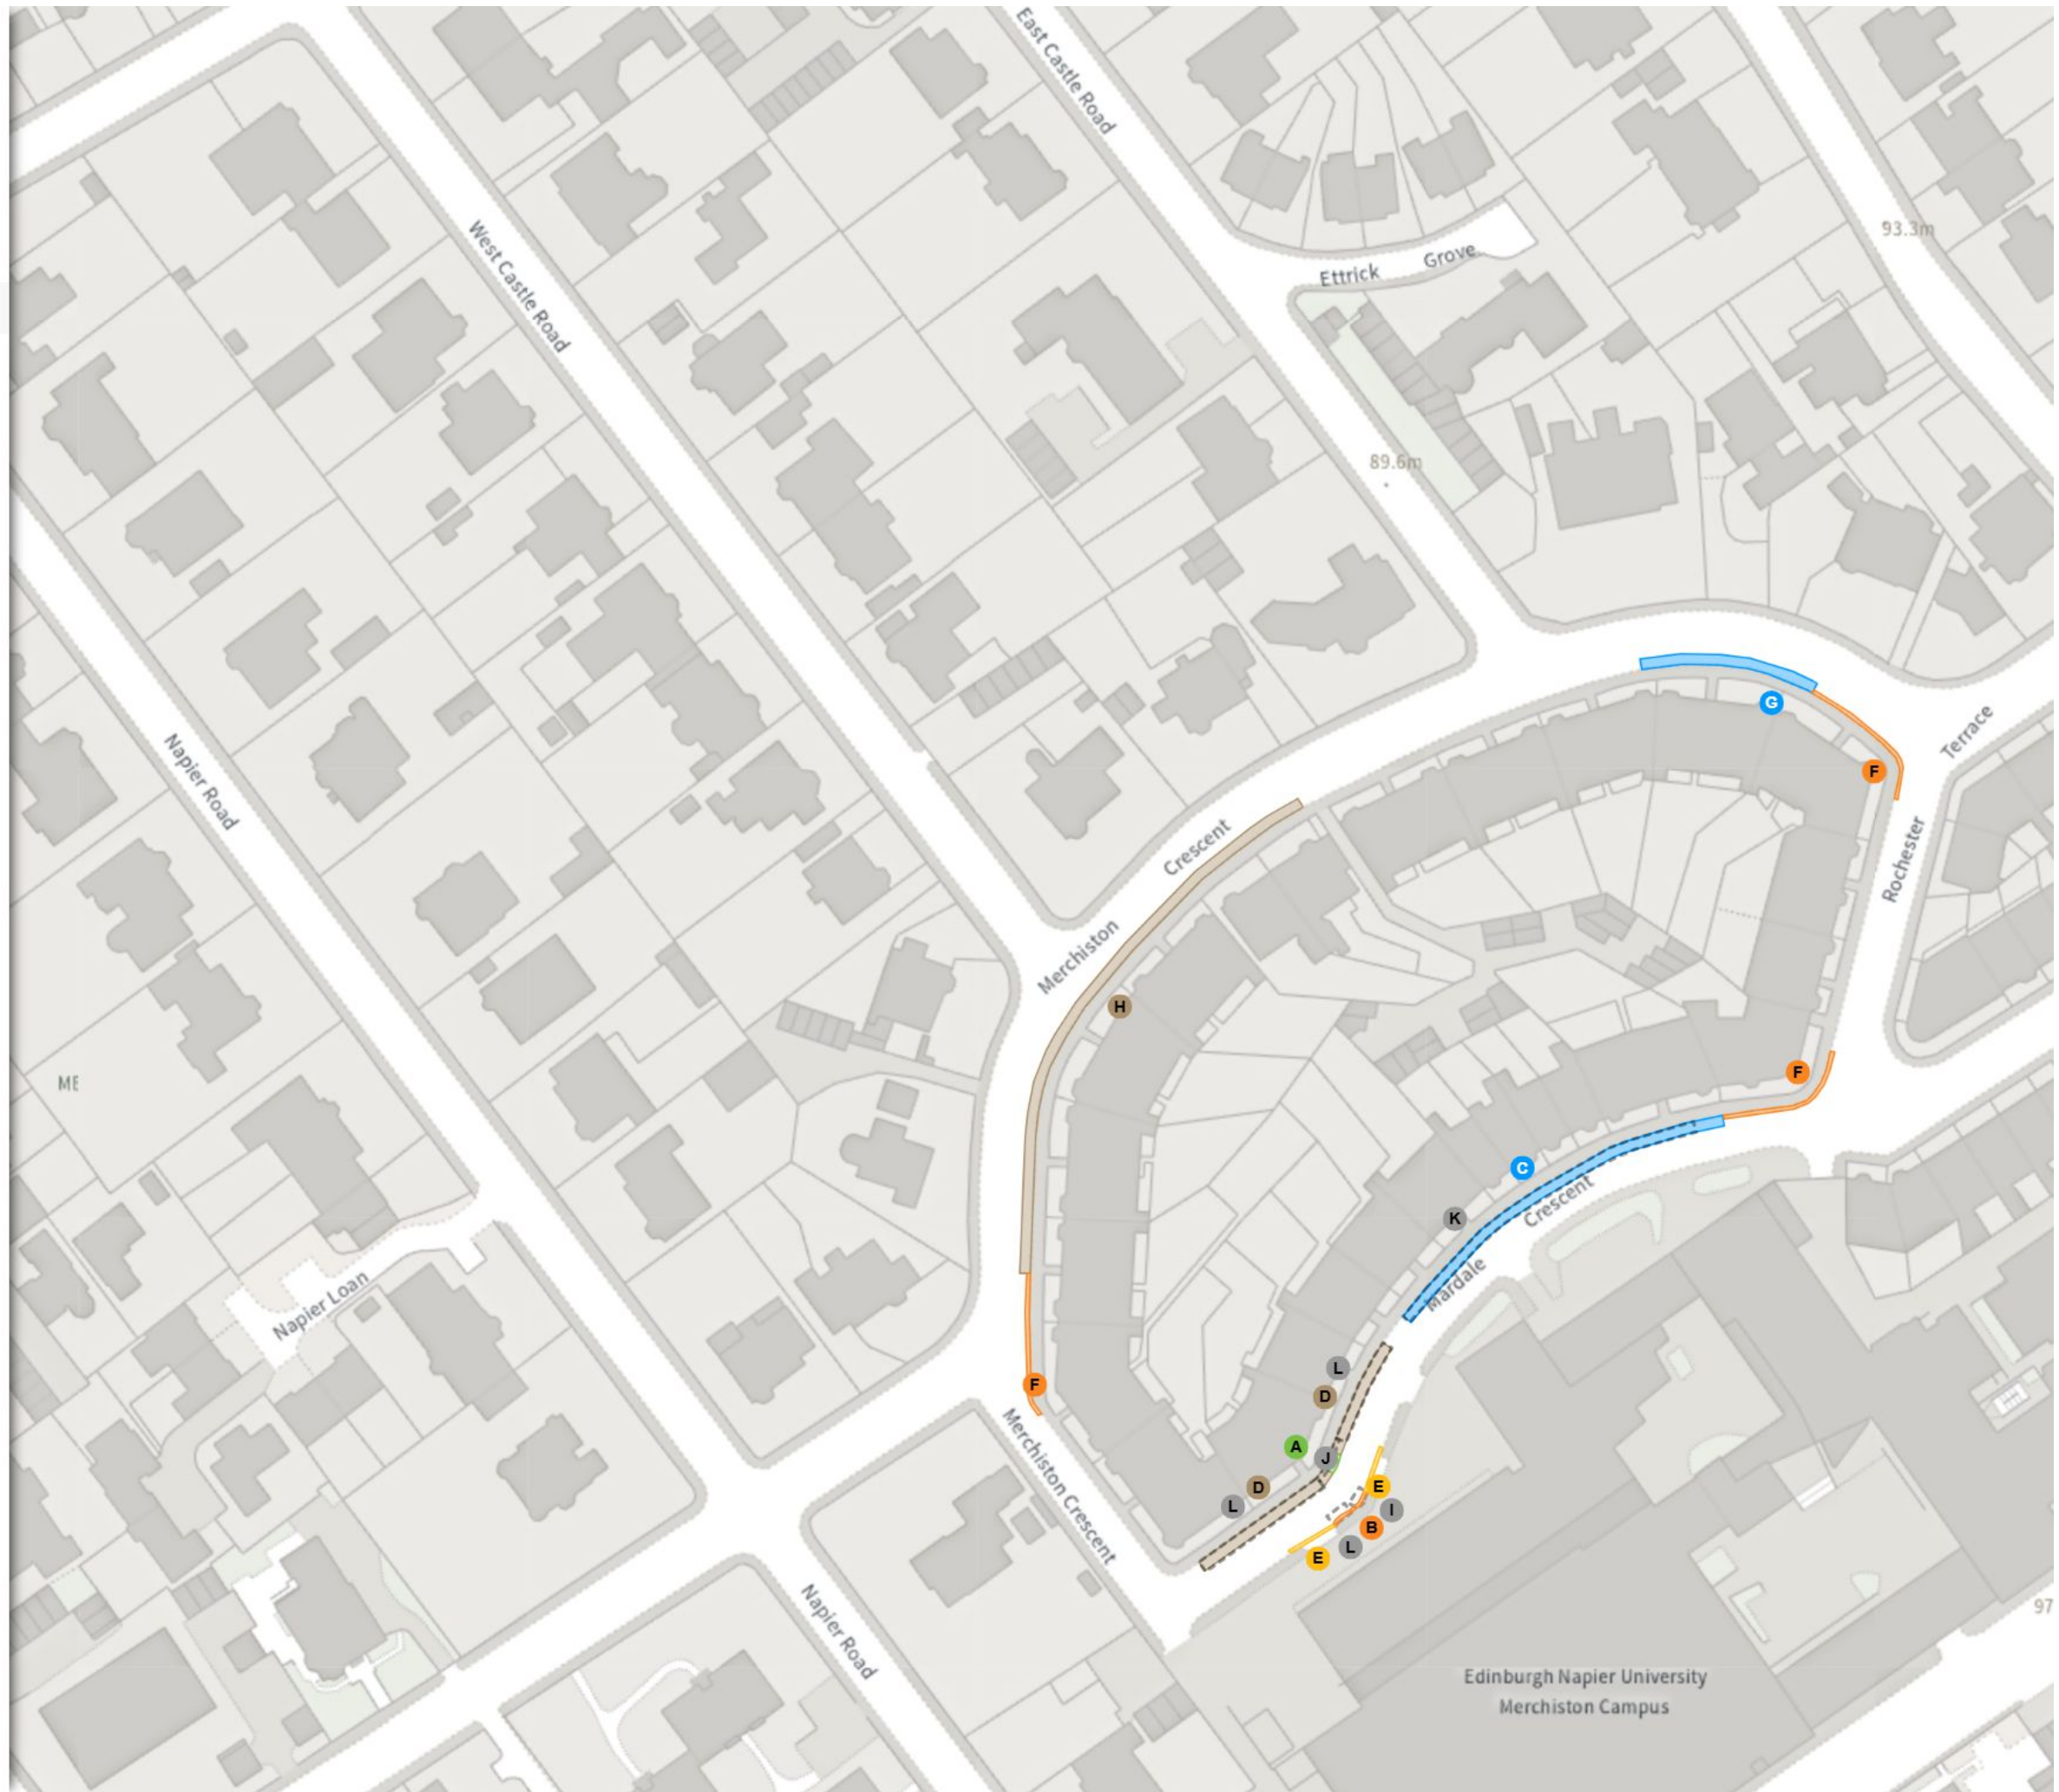 East Castle Road
West Castle Road
93.3m
Ettrick Grove
89.6m
G
Terrace
F
Napier Road
Crescent
Rochester
Merchiston
H
ME
F
C
K
Crescent
Mardale
Napier Loan
L
F
D
A
J
Merchiston Crescent
D
E
L
I
B
L
E
Napier Road
97
Edinburgh Napier University
Merchiston Campus